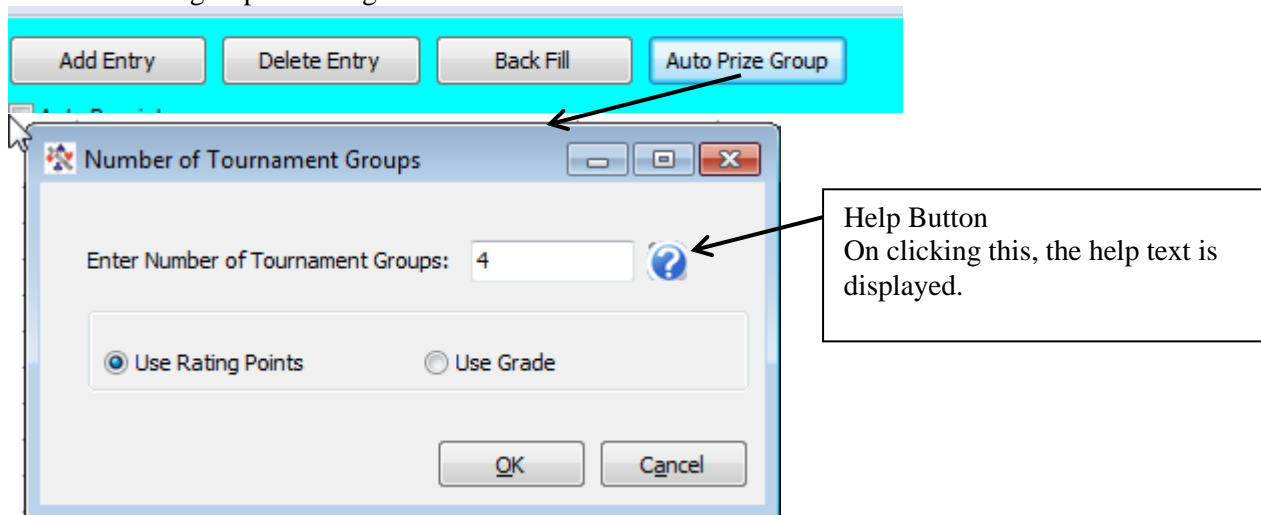 Add Entry Delete Entry Back Fill Auto Prize Group
Number of Tournament Groups
Enter Number of Tournament Groups: 4
Use Rating Points Use Grade
OK Cancel
Help Button
On clicking this, the help text is
displayed.